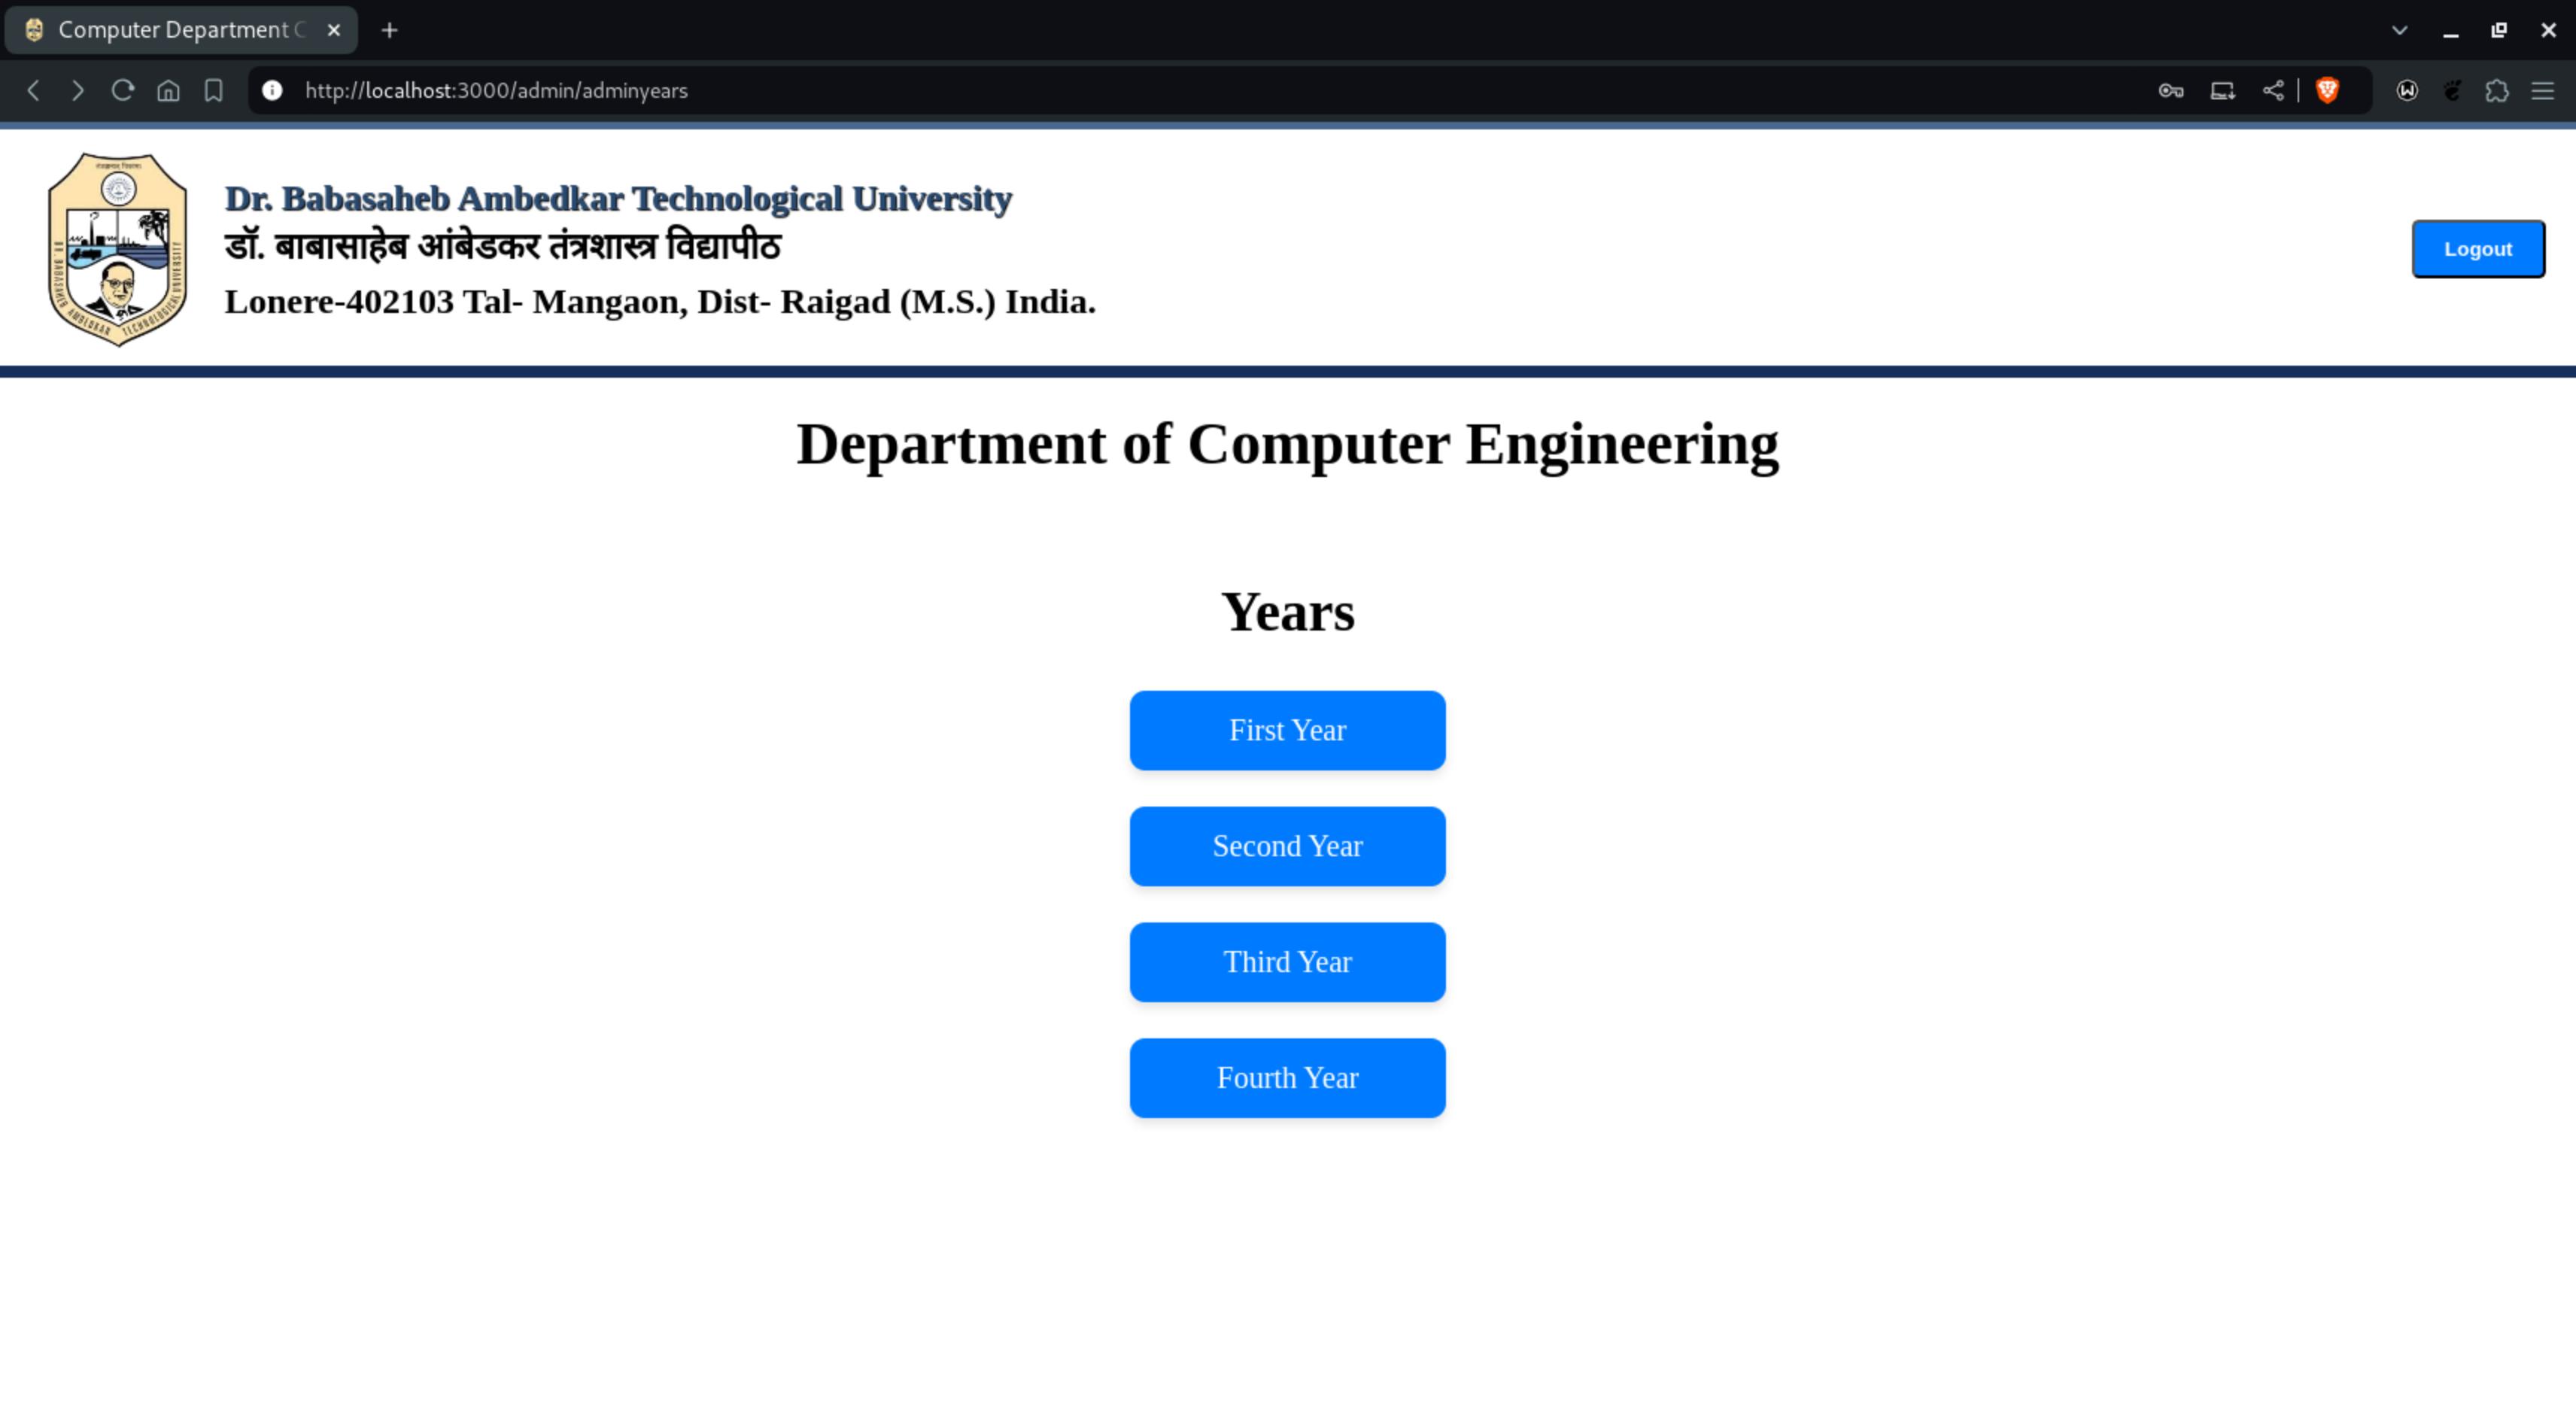 Computer Department C
http://localhost:3000/admin/adminyears
Dr. Babasaheb Ambedkar Technological University
डॉ. बाबासाहेब आंबेडकर तंत्रशास्त्र विद्यापीठ
Lonere-402103 Tal- Mangaon, Dist- Raigad (M.S.) India.
Logout
Department of Computer Engineering
Years
First Year
Second Year
Third Year
Fourth Year